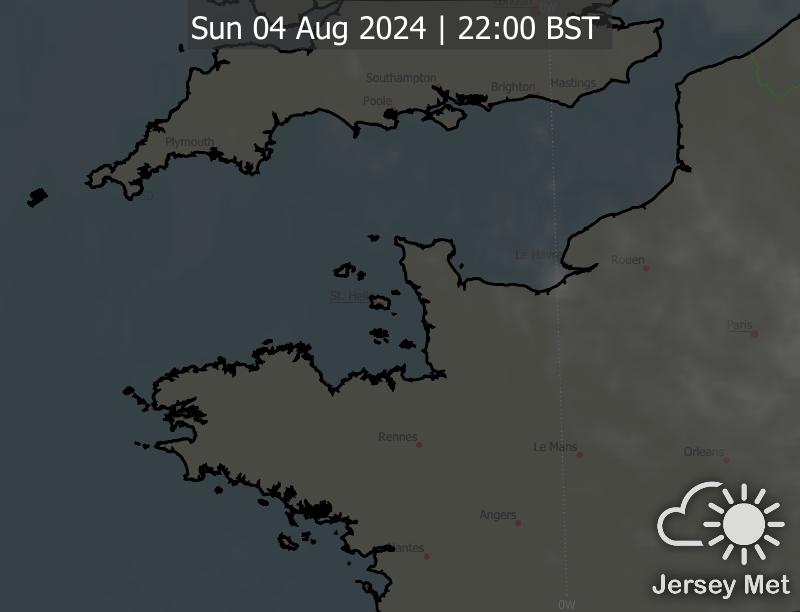 Sun 04 Aug 2024 | 22:00 BST
Southampton
Brighton
Hastings
Poole
Plymouth
Le Havre
Rouen
St. Hel
Paris
Rennes
Le Mans
Orleans
Angers
Nantes
0W
Jersey Met